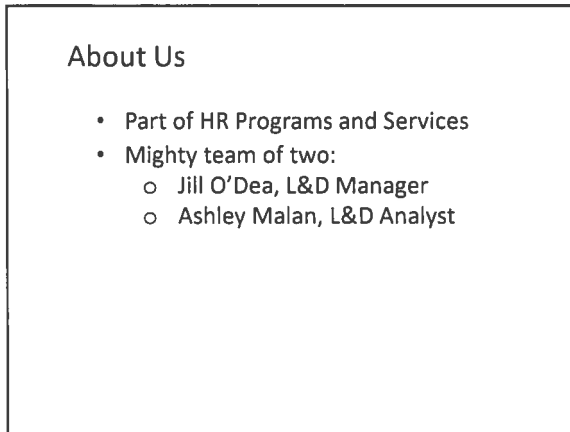 About Us
• Part of HR Programs and Services
• Mighty team of two:
o Jill O'Dea, L&D Manager
o Ashley Malan, L&D Analyst